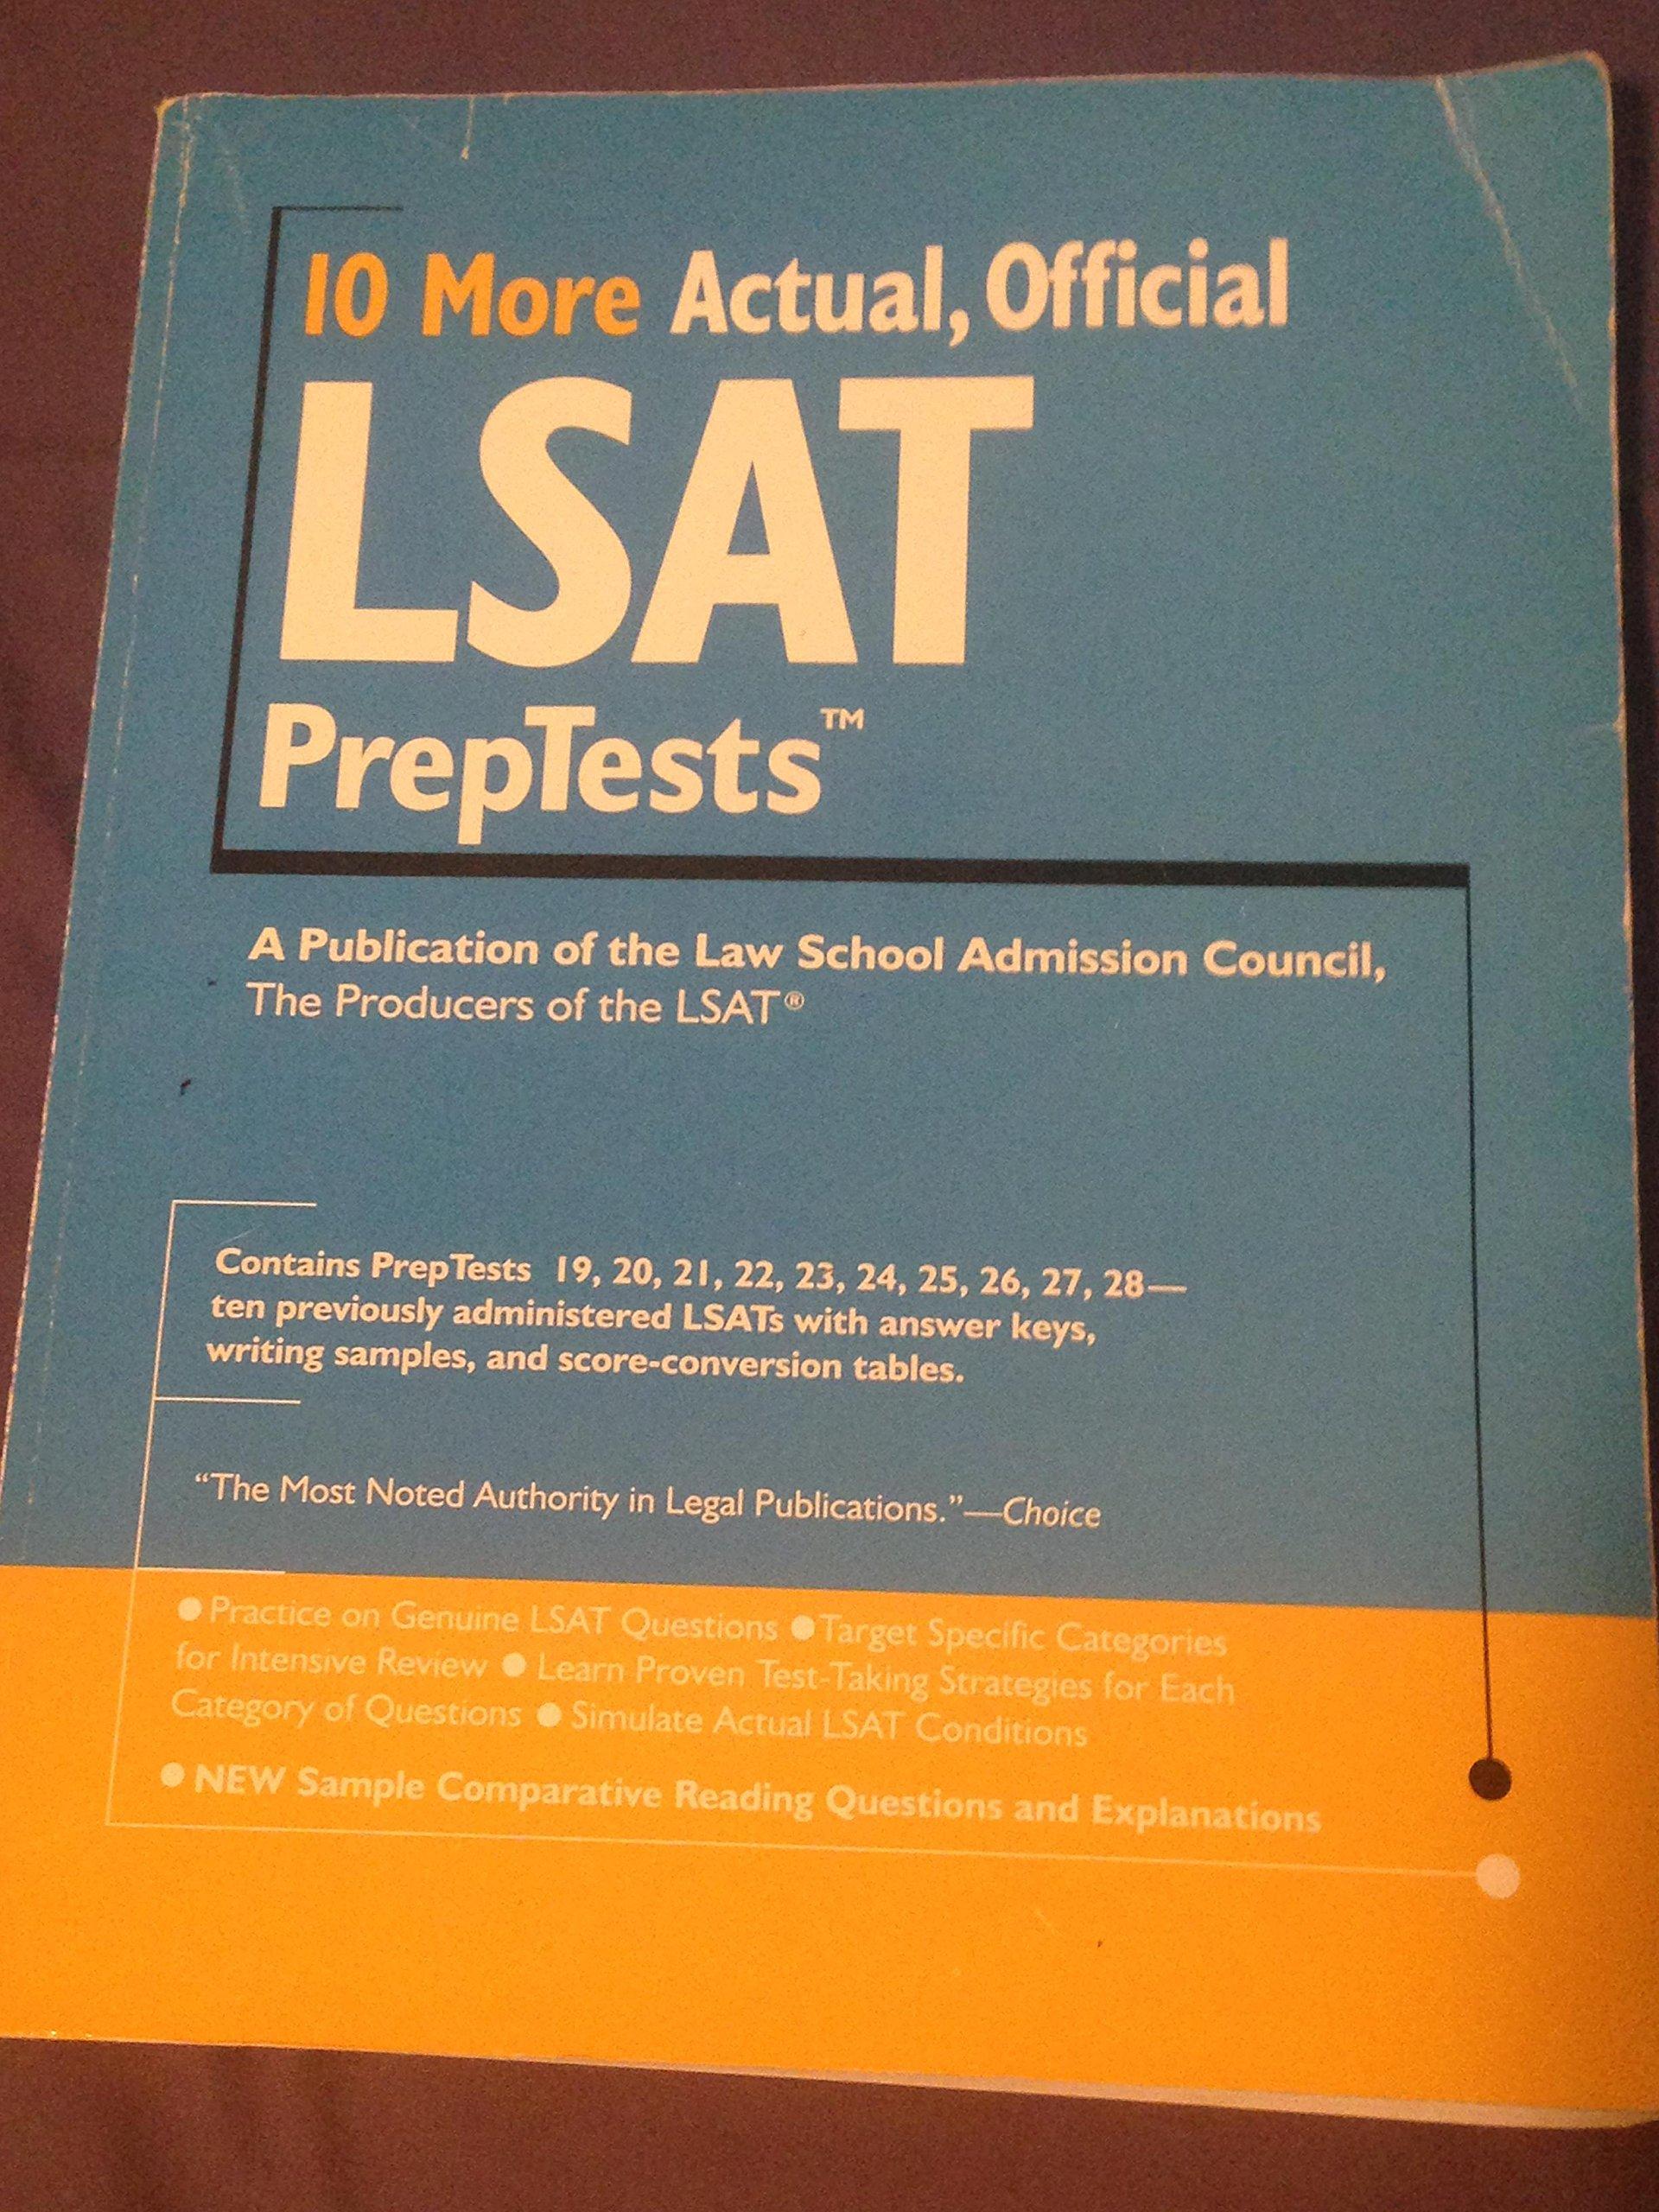 10 More Actual, Official
LSAT
PrepTests™
A Publication of the Law School Admission Council,
The Producers of the LSAT®
Contains PrepTests 19, 20, 21, 22, 23, 24, 25, 26, 27, 28—
ten previously administered LSATs with answer keys,
writing samples, and score-conversion tables.
“The Most Noted Authority in Legal Publications.”—Choice
● Practice on Genuine LSAT Questions ● Target Specific Categories
for Intensive Review ● Learn Proven Test-Taking Strategies for Each
Category of Questions ● Simulate Actual LSAT Conditions
● NEW Sample Comparative Reading Questions and Explanations